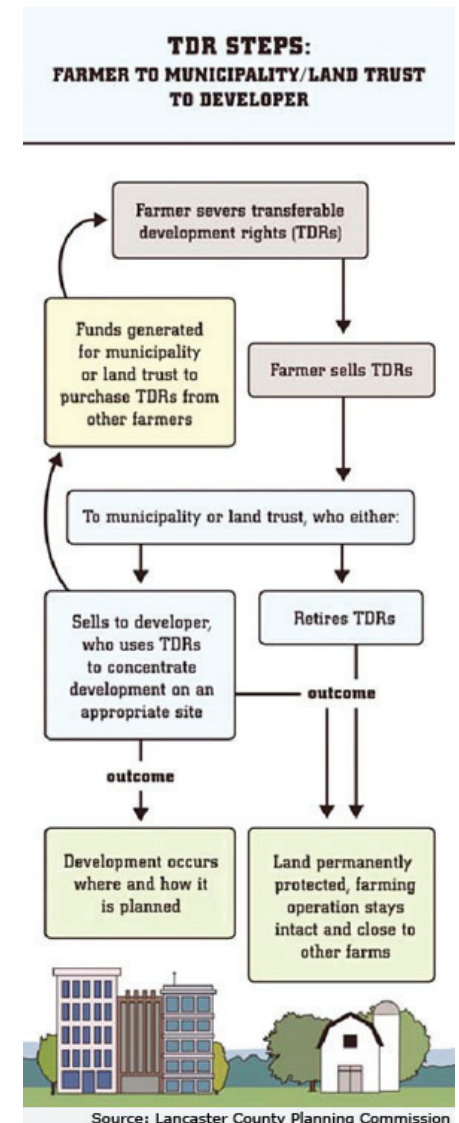 TDR STEPS:
FARMER TO MUNICIPALITY/LAND TRUST
TO DEVELOPER
Farmer severs transferable
development rights (TDRs)
Funds generated
for municipality
or land trust to
purchase TDRs from
other farmers
Farmer sells TDRs
To municipality or land trust, who either:
Sells to developer,
who uses TDRs
to concentrate
development on an
appropriate site
Retires TDRs
outcome
outcome
Development occurs
where and how it
is planned
Land permanently
protected, farming
operation stays
intact and close to
other farms
Source: Lancaster County Planning Commission